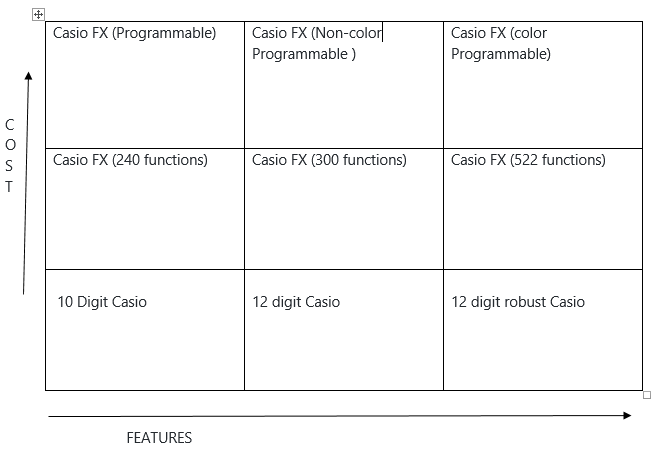 Casio FX (Programmable)
Casio FX (Non-color
Programmable )
Casio FX (color
Programmable)
C
O
S
T
Casio FX (240 functions)
Casio FX (300 functions)
Casio FX (522 functions)
10 Digit Casio
12 digit Casio
12 digit robust Casio
FEATURES